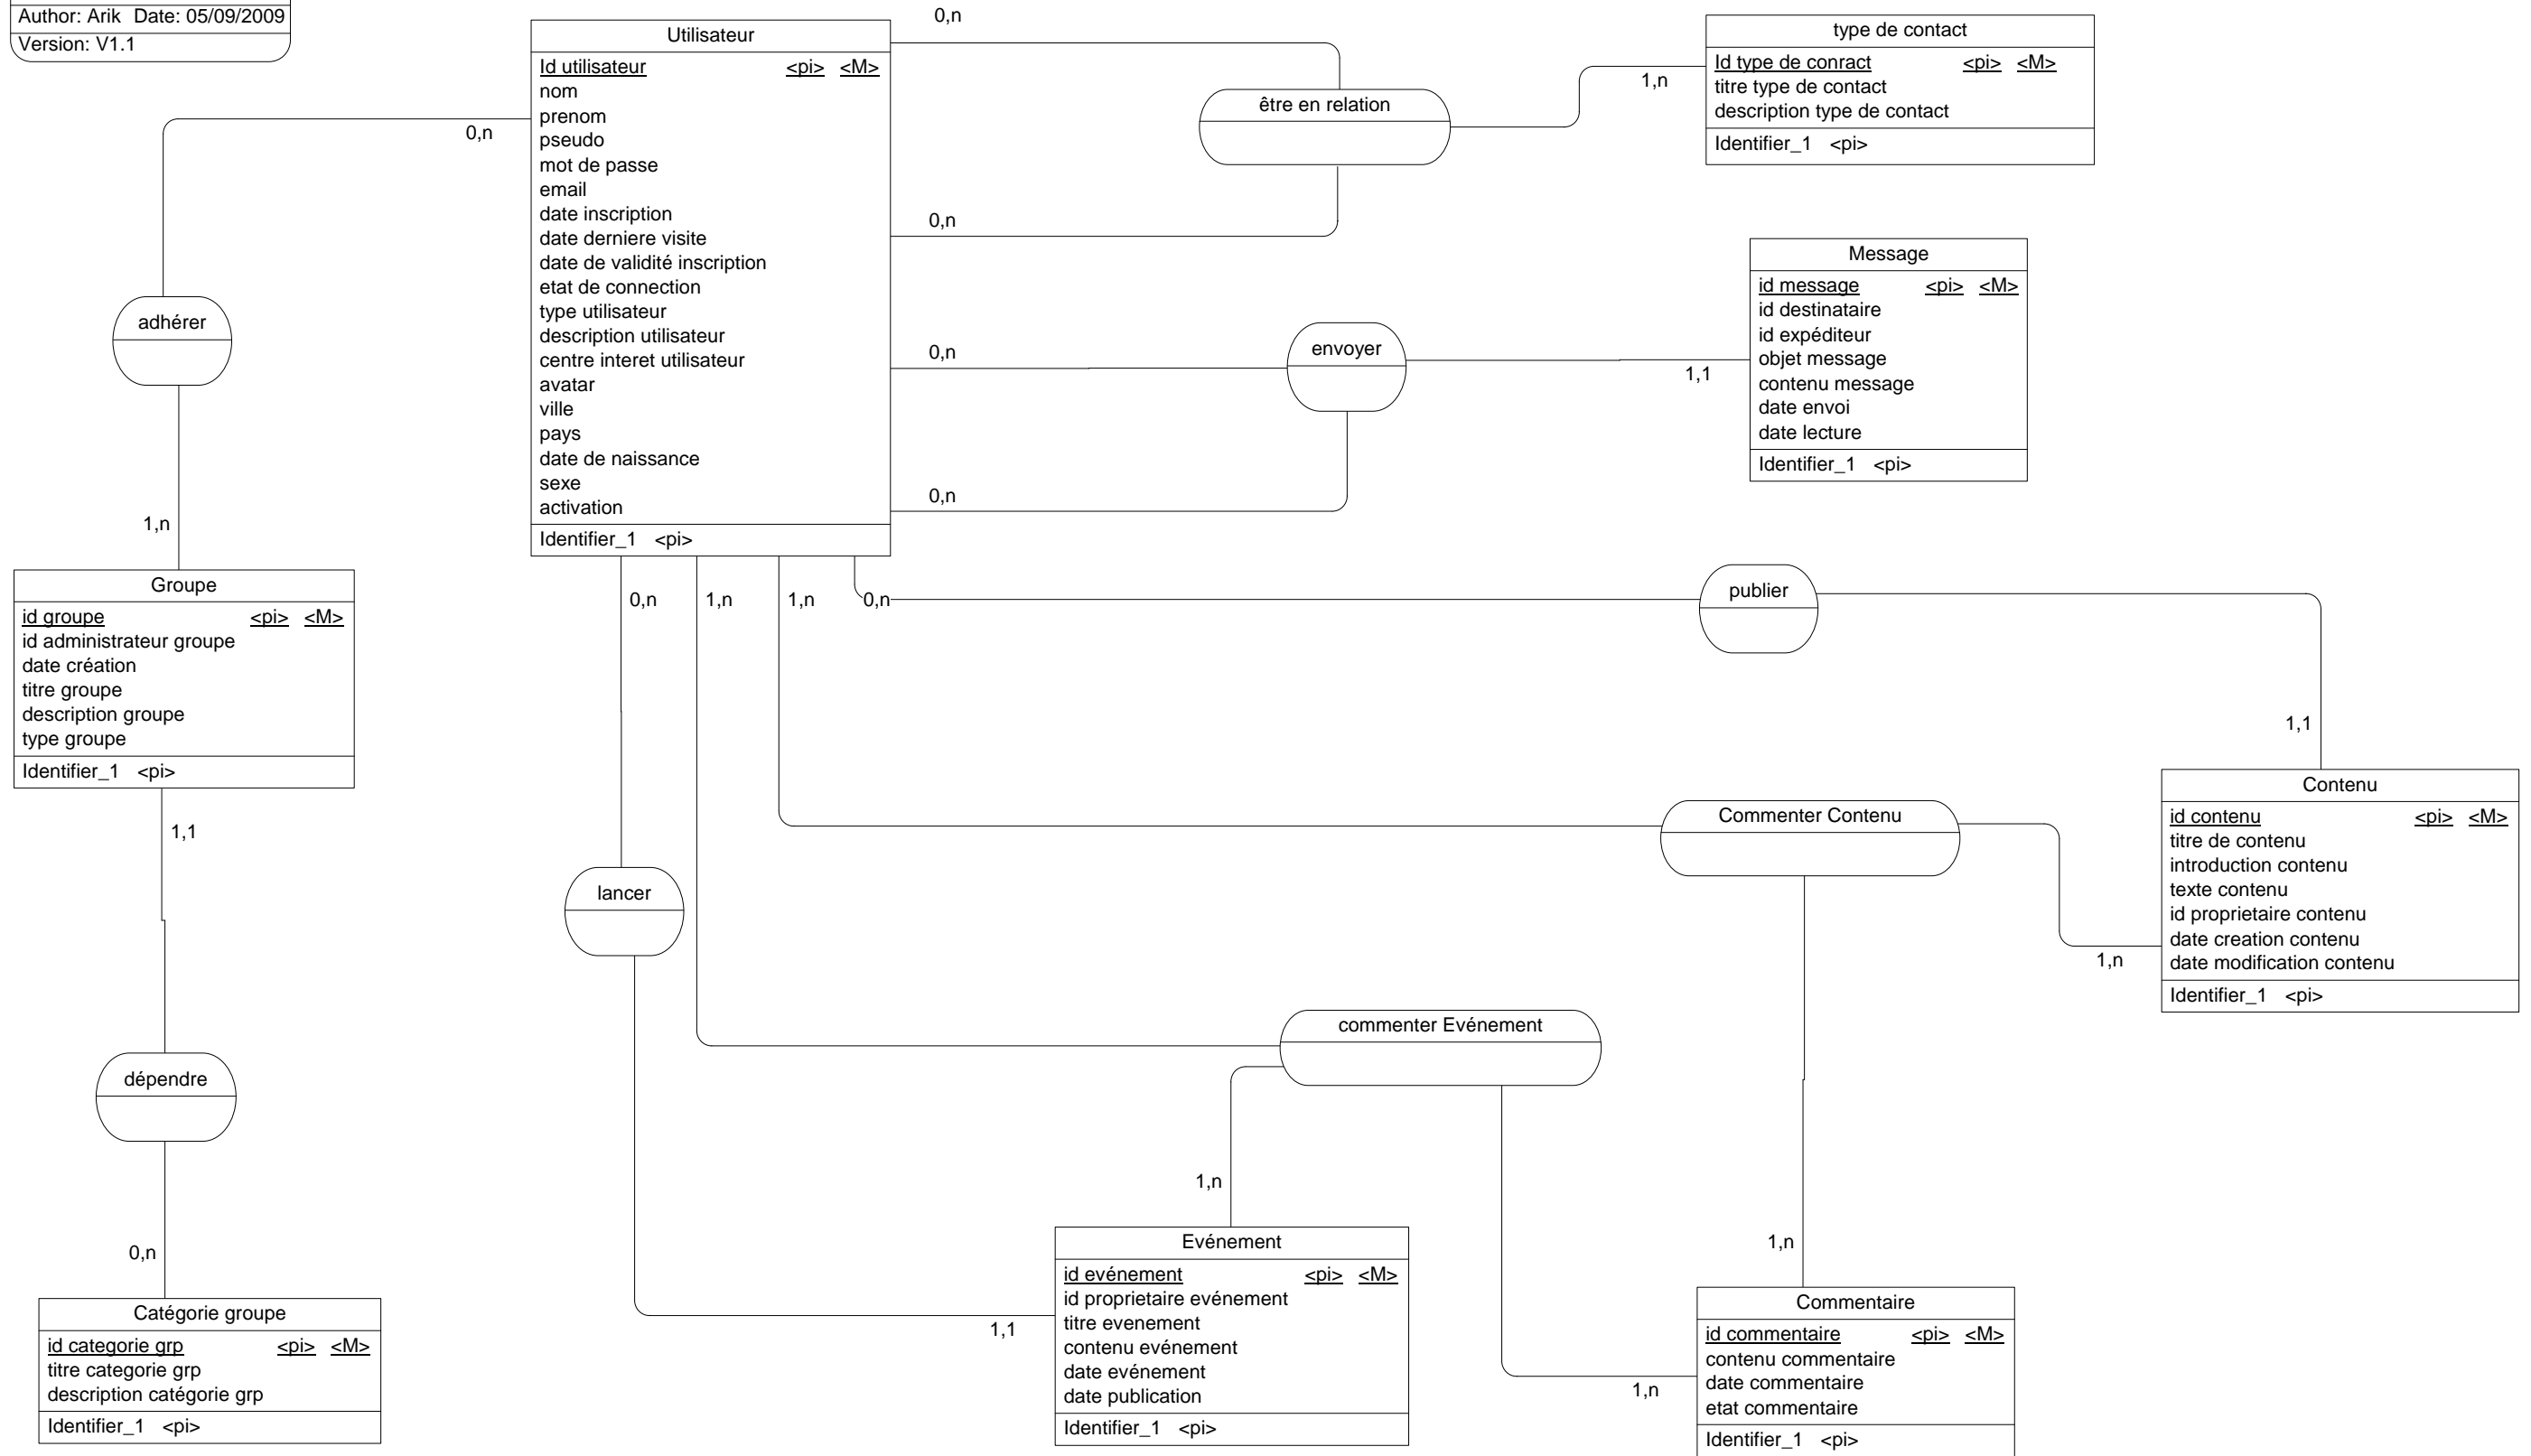 Author: Arik Date: 05/09/2009
Version: V1.1
Utilisateur
Id utilisateur <pi> <M>
nom
prenom
pseudo
mot de passe
email
date inscription
date derniere visite
date de validité inscription
etat de connection
type utilisateur
description utilisateur
centre interet utilisateur
avatar
ville
pays
date de naissance
sexe
activation
Identifier_1 <pi>
0,n
être en relation
1,n
0,n
type de contact
Id type de conract <pi> <M>
titre type de contact
description type de contact
Identifier_1 <pi>
0,n
adhérer
1,n
0,n
envoyer
1,1
0,n
Message
id message <pi> <M>
id destinataire
id expéditeur
objet message
contenu message
date envoi
date lecture
Identifier_1 <pi>
Groupe
id groupe <pi> <M>
id administrateur groupe
date création
titre groupe
description groupe
type groupe
Identifier_1 <pi>
0,n
1,n
1,n
0,n
publier
1,1
1,1
dépendre
0,n
Catégorie groupe
id categorie grp <pi> <M>
titre categorie grp
description catégorie grp
Identifier_1 <pi>
lancer
1,1
Commenter Contenu
1,n
Contenu
id contenu <pi> <M>
titre de contenu
introduction contenu
texte contenu
id proprietaire contenu
date creation contenu
date modification contenu
Identifier_1 <pi>
commenter Evénement
1,n
1,n
1,n
Evénement
id evénement <pi> <M>
id proprietaire evénement
titre evenement
contenu evénement
date evénement
date publication
Identifier_1 <pi>
Commentaire
id commentaire <pi> <M>
contenu commentaire
date commentaire
etat commentaire
Identifier_1 <pi>